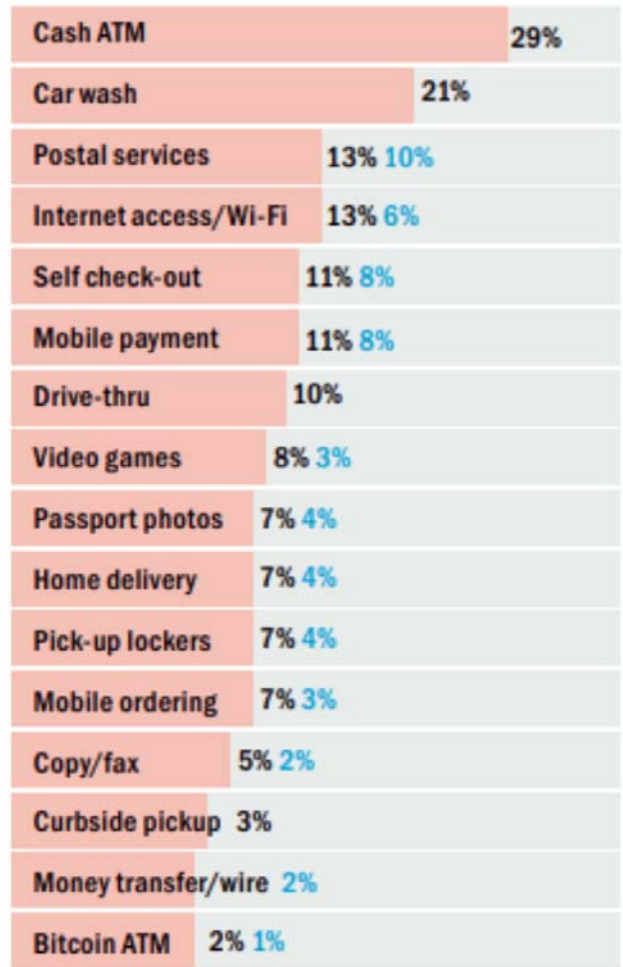 Cash ATM 29%
Car wash 21%
Postal services 13% 10%
Internet access/Wi-Fi 13% 6%
Self check-out 11% 8%
Mobile payment 11% 8%
Drive-thru 10%
Video games 8% 3%
Passport photos 7% 4%
Home delivery 7% 4%
Pick-up lockers 7% 4%
Mobile ordering 7% 3%
Copy/fax 5% 2%
Curbside pickup 3%
Money transfer/wire 2%
Bitcoin ATM 2% 1%